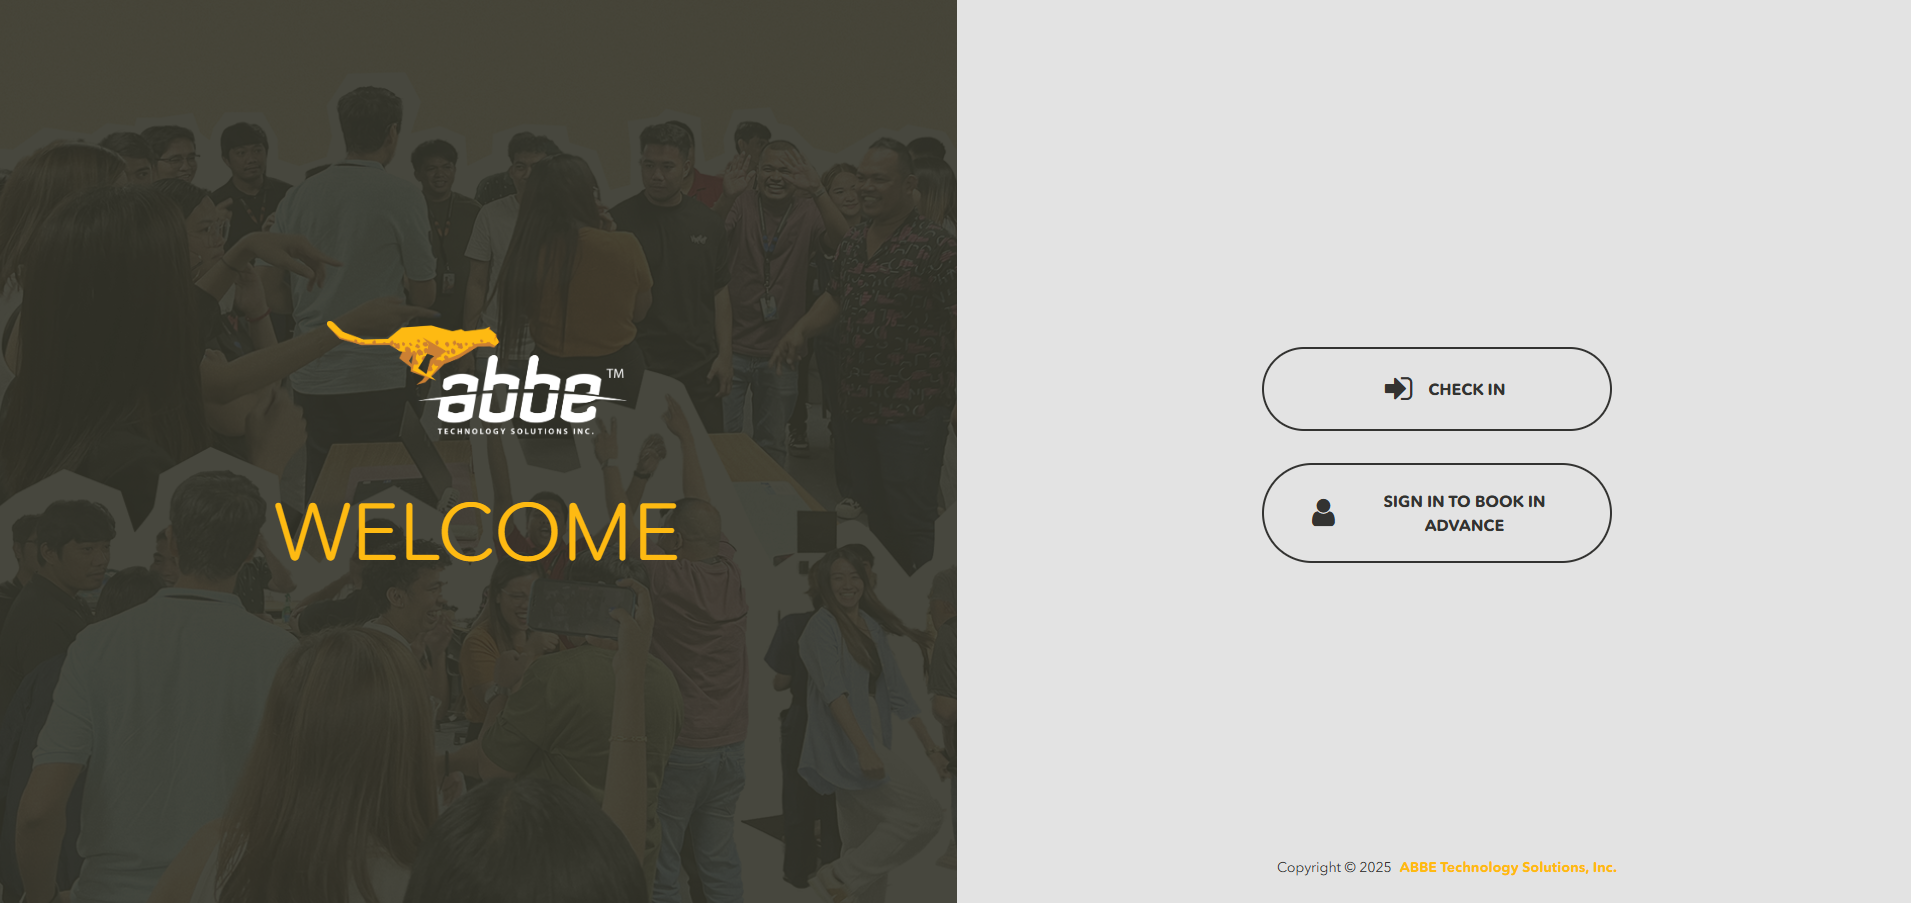 abbe™
TECHNOLOGY SOLUTIONS INC.
WELCOME
CHECK IN
SIGN IN TO BOOK IN
ADVANCE
Copyright © 2025 ABBE Technology Solutions, Inc.